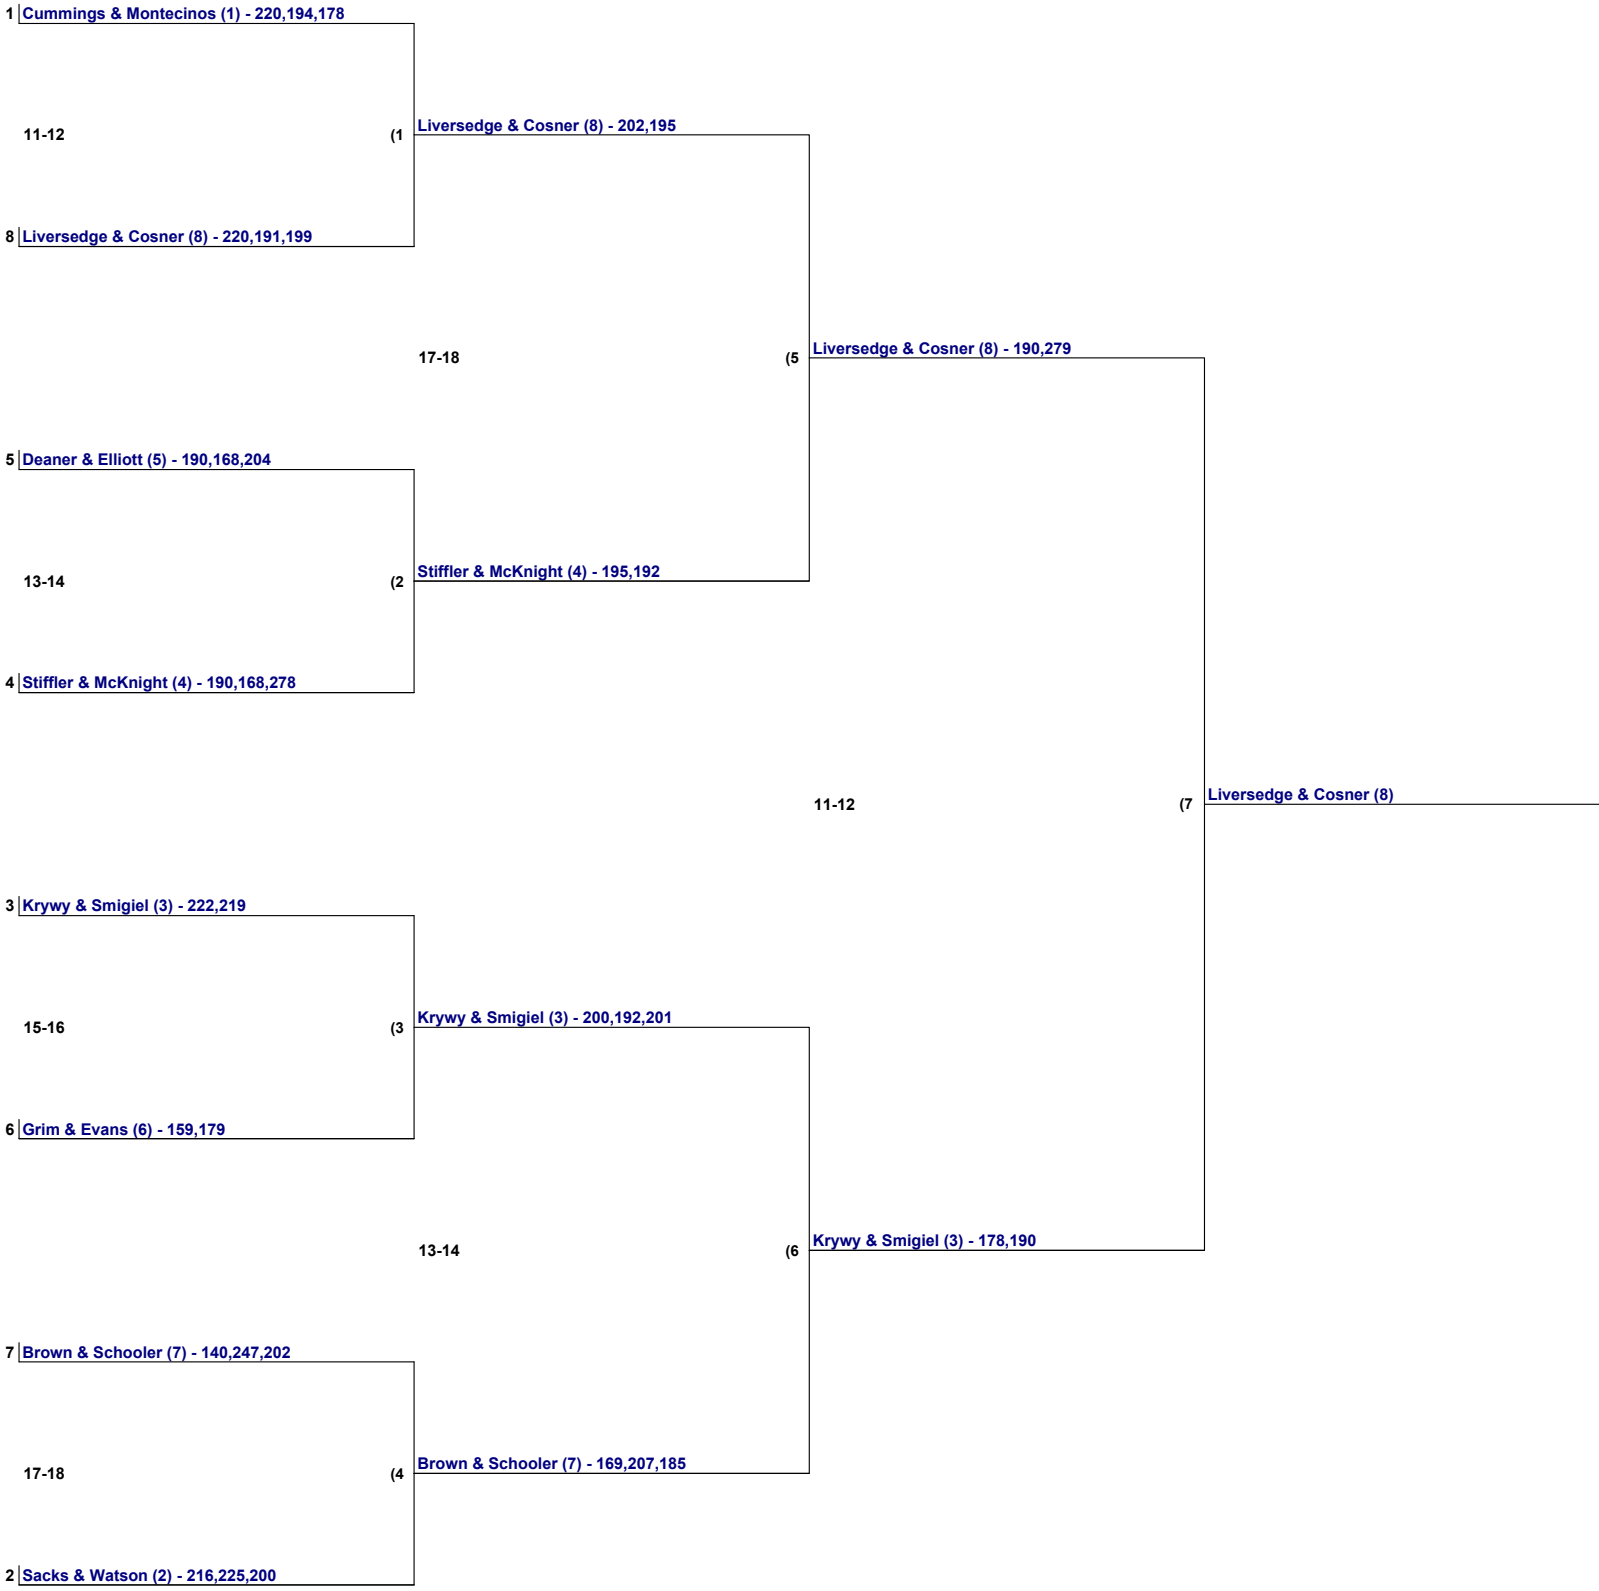 1 Cummings & Montecinos (1) - 220,194,178
Liversedge & Cosner (8) - 202,195
11-12 (1
8 Liversedge & Cosner (8) - 220,191,199
Liversedge & Cosner (8) - 190,279
17-18 (5
5 Deaner & Elliott (5) - 190,168,204
Stiffler & McKnight (4) - 195,192
13-14 (2
4 Stiffler & McKnight (4) - 190,168,278
Liversedge & Cosner (8)
11-12 (7
3 Krywy & Smigiel (3) - 222,219
Krywy & Smigiel (3) - 200,192,201
15-16 (3
6 Grim & Evans (6) - 159,179
Krywy & Smigiel (3) - 178,190
13-14 (6
7 Brown & Schooler (7) - 140,247,202
Brown & Schooler (7) - 169,207,185
17-18 (4
2 Sacks & Watson (2) - 216,225,200